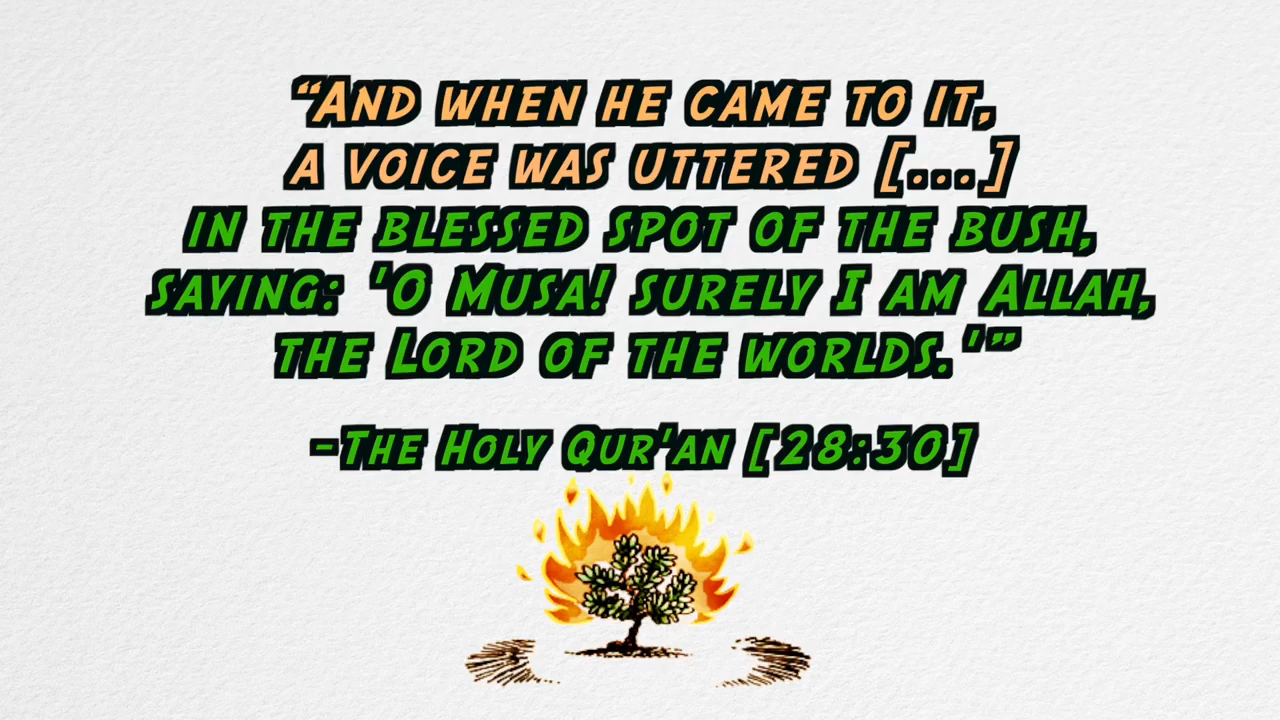 “And when he came to it,
a voice was uttered [...]
in the blessed spot of the bush,
saying: 'O Musa! surely I am Allah,
the Lord of the worlds.'”
-The Holy Qur'an [28:30]